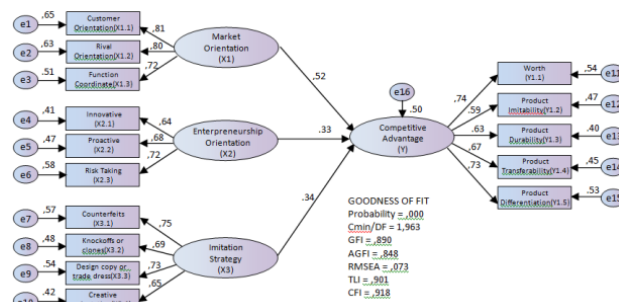 e1
,65
Customer
Orientation(X1.1)
,81
e2
,63
Rival
Orientation(X1.2)
,80
e3
,51
Function
Coordinate(X1.3)
,72
Market
Orientation
(X1)
,52
e4
,41
Innovative
(X2.1)
,64
e5
,47
Proactive
(X2.2)
,68
e6
,58
Risk Taking
(X2.3)
,72
Enterpreneurship
Orientation
(X2)
,33
e7
,57
Counterfeits
(X3.1)
,75
e8
,48
Knockoffs or
clones(X3.2)
,69
e9
,54
Design copy or
trade dress(X3.3)
,73
,42
Creative
,65
Imitation
Strategy
(X3)
,34
e16
,50
Competitive
Advantage
(Y)
,74
Worth
(Y1.1)
,54
e11
,59
Product
Imitability(Y1.2)
,47
e12
,63
Product
Durability(Y1.3)
,40
e13
,67
Product
Transferability(Y1.4)
,45
e14
,73
Product
Differentiation(Y1.5)
,53
e15
GOODNESS OF FIT
Probability = ,000
Cmin/DF = 1,963
GFI = ,890
AGFI = ,848
RMSEA = ,073
TLI = ,901
CFI = ,918